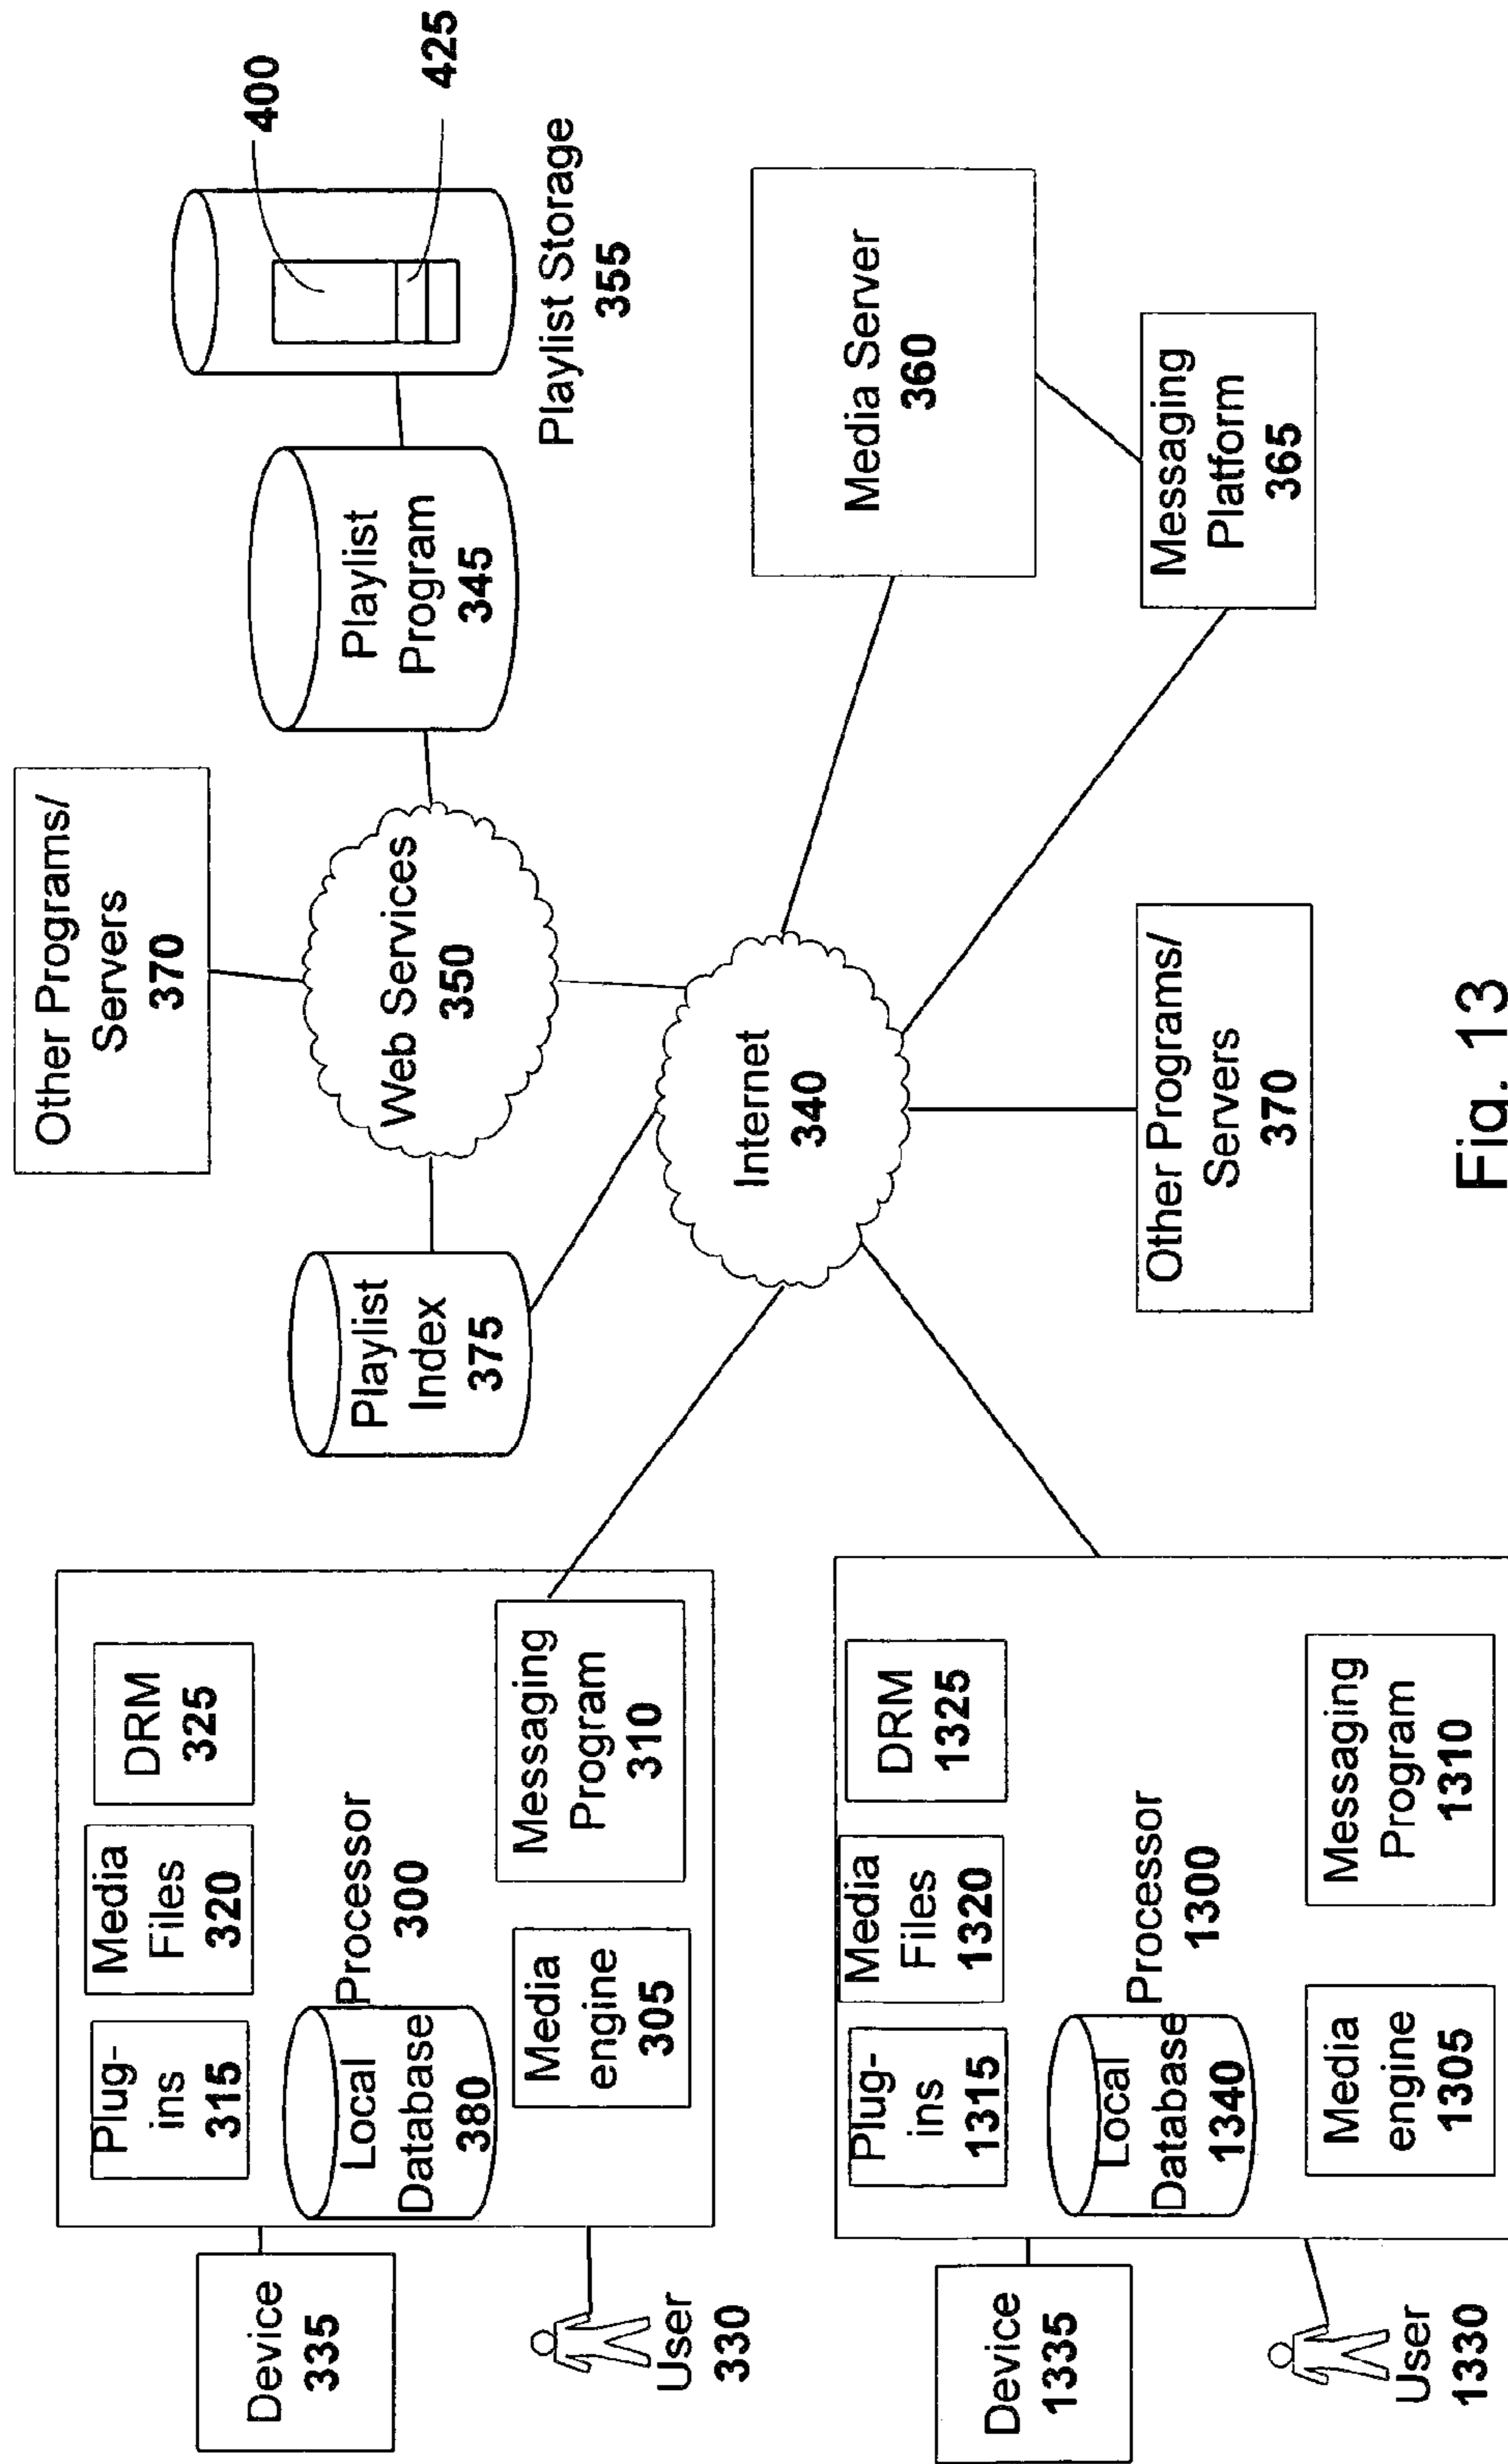 Other Programs/
Servers
370
400
425
Playlist
Index
375
Web Services
350
Playlist
Program
345
Playlist Storage
355
Plug-
ins
315
Media
Files
320
DRM
325
Device
335
Local
Database
380
Processor
300
Media
engine
305
Messaging
Program
310
User
330
Internet
340
Media Server
360
Plug-
ins
1315
Media
Files
1320
DRM
1325
Device
1335
Local
Database
1340
Processor
1300
Media
engine
1305
Messaging
Program
1310
User
1330
Other Programs/
Servers
370
Messaging
Platform
365
Fig. 13